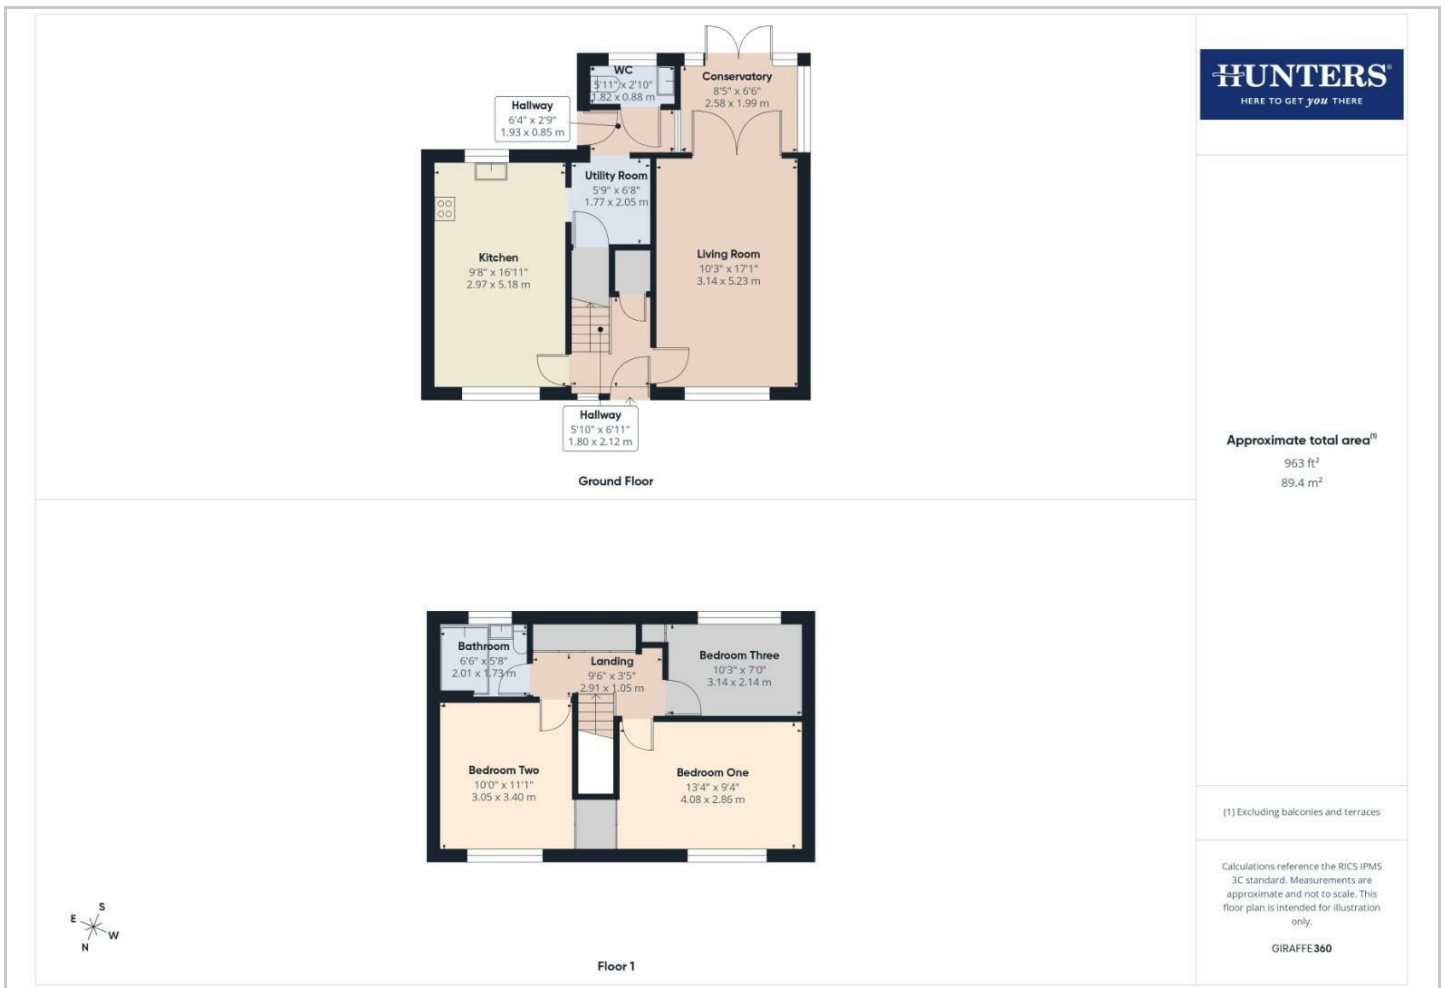 WC
5'11" x 2'10"
1.82 x 0.88 m
Conservatory
8'5" x 6'6"
2.58 x 1.99 m
Hallway
6'4" x 2'9"
1.93 x 0.85 m
Utility Room
5'9" x 6'8"
1.77 x 2.05 m
Kitchen
9'8" x 16'11"
2.97 x 5.18 m
Living Room
10'3" x 17'1"
3.14 x 5.23 m
Hallway
5'10" x 6'11"
1.80 x 2.12 m
Ground Floor
Bathroom
6'6" x 5'8"
2.01 x 1.73 m
Landing
9'6" x 3'5"
2.91 x 1.05 m
Bedroom Three
10'3" x 7'0"
3.14 x 2.14 m
Bedroom Two
10'0" x 11'1"
3.05 x 3.40 m
Bedroom One
13'4" x 9'4"
4.08 x 2.86 m
S
E
W
N
Floor 1
HUNTERS®
HERE TO GET you THERE
Approximate total area(1)
963 ft²
89.4 m²
(1) Excluding balconies and terraces
Calculations reference the RICS IPMS
3C standard. Measurements are
approximate and not to scale. This
floor plan is intended for illustration
only.
GIRAFFE360